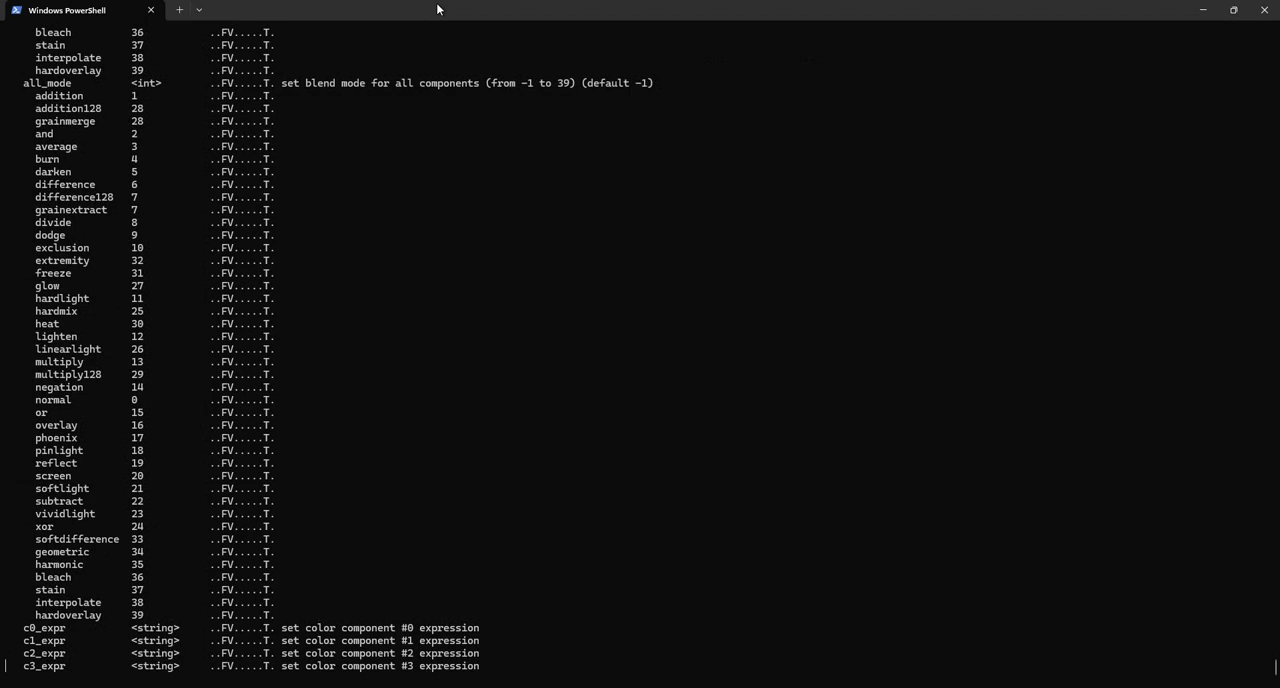 Windows PowerShell
bleach 36 ..FV.....T.
stain 37 ..FV.....T.
interpolate 38 ..FV.....T.
hardoverlay 39 ..FV.....T.
all_mode <int> ..FV.....T. set blend mode for all components (from -1 to 39) (default -1)
addition 1 ..FV.....T.
addition128 28 ..FV.....T.
grainmerge 28 ..FV.....T.
and 2 ..FV.....T.
average 3 ..FV.....T.
burn 4 ..FV.....T.
darken 5 ..FV.....T.
difference 6 ..FV.....T.
difference128 7 ..FV.....T.
grainextract 7 ..FV.....T.
divide 8 ..FV.....T.
dodge 9 ..FV.....T.
exclusion 10 ..FV.....T.
extremity 32 ..FV.....T.
freeze 31 ..FV.....T.
glow 27 ..FV.....T.
hardlight 11 ..FV.....T.
hardmix 25 ..FV.....T.
heat 30 ..FV.....T.
lighten 12 ..FV.....T.
linearlight 26 ..FV.....T.
multiply 13 ..FV.....T.
multiply128 29 ..FV.....T.
negation 14 ..FV.....T.
normal 0 ..FV.....T.
or 15 ..FV.....T.
overlay 16 ..FV.....T.
phoenix 17 ..FV.....T.
pinlight 18 ..FV.....T.
reflect 19 ..FV.....T.
screen 20 ..FV.....T.
softlight 21 ..FV.....T.
subtract 22 ..FV.....T.
vividlight 23 ..FV.....T.
xor 24 ..FV.....T.
softdifference 33 ..FV.....T.
geometric 34 ..FV.....T.
harmonic 35 ..FV.....T.
bleach 36 ..FV.....T.
stain 37 ..FV.....T.
interpolate 38 ..FV.....T.
hardoverlay 39 ..FV.....T.
c0_expr <string> ..FV.....T. set color component #0 expression
c1_expr <string> ..FV.....T. set color component #1 expression
c2_expr <string> ..FV.....T. set color component #2 expression
c3_expr <string> ..FV.....T. set color component #3 expression